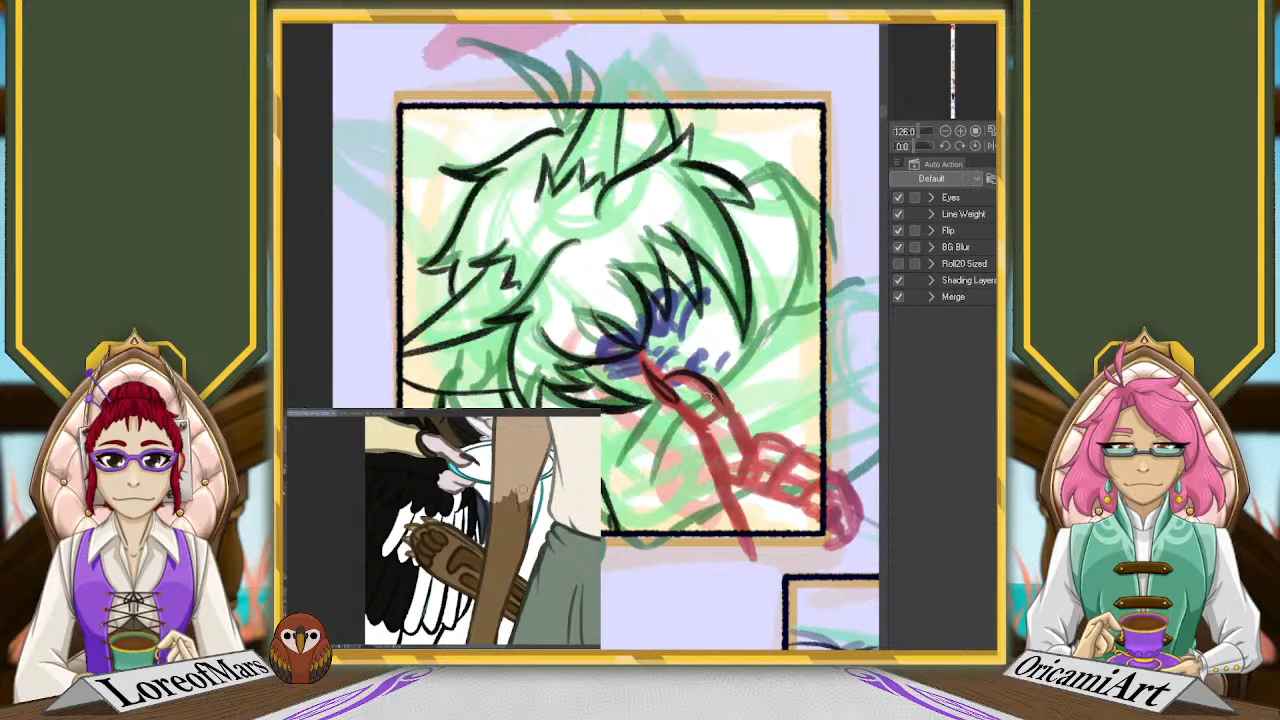 126.0
0.0
Auto Action
Default
Eyes
Line Weight
Flip
BG Blur
Roll20 Sized
Shading Layers
Merge
LoreofMars
OricamiArt